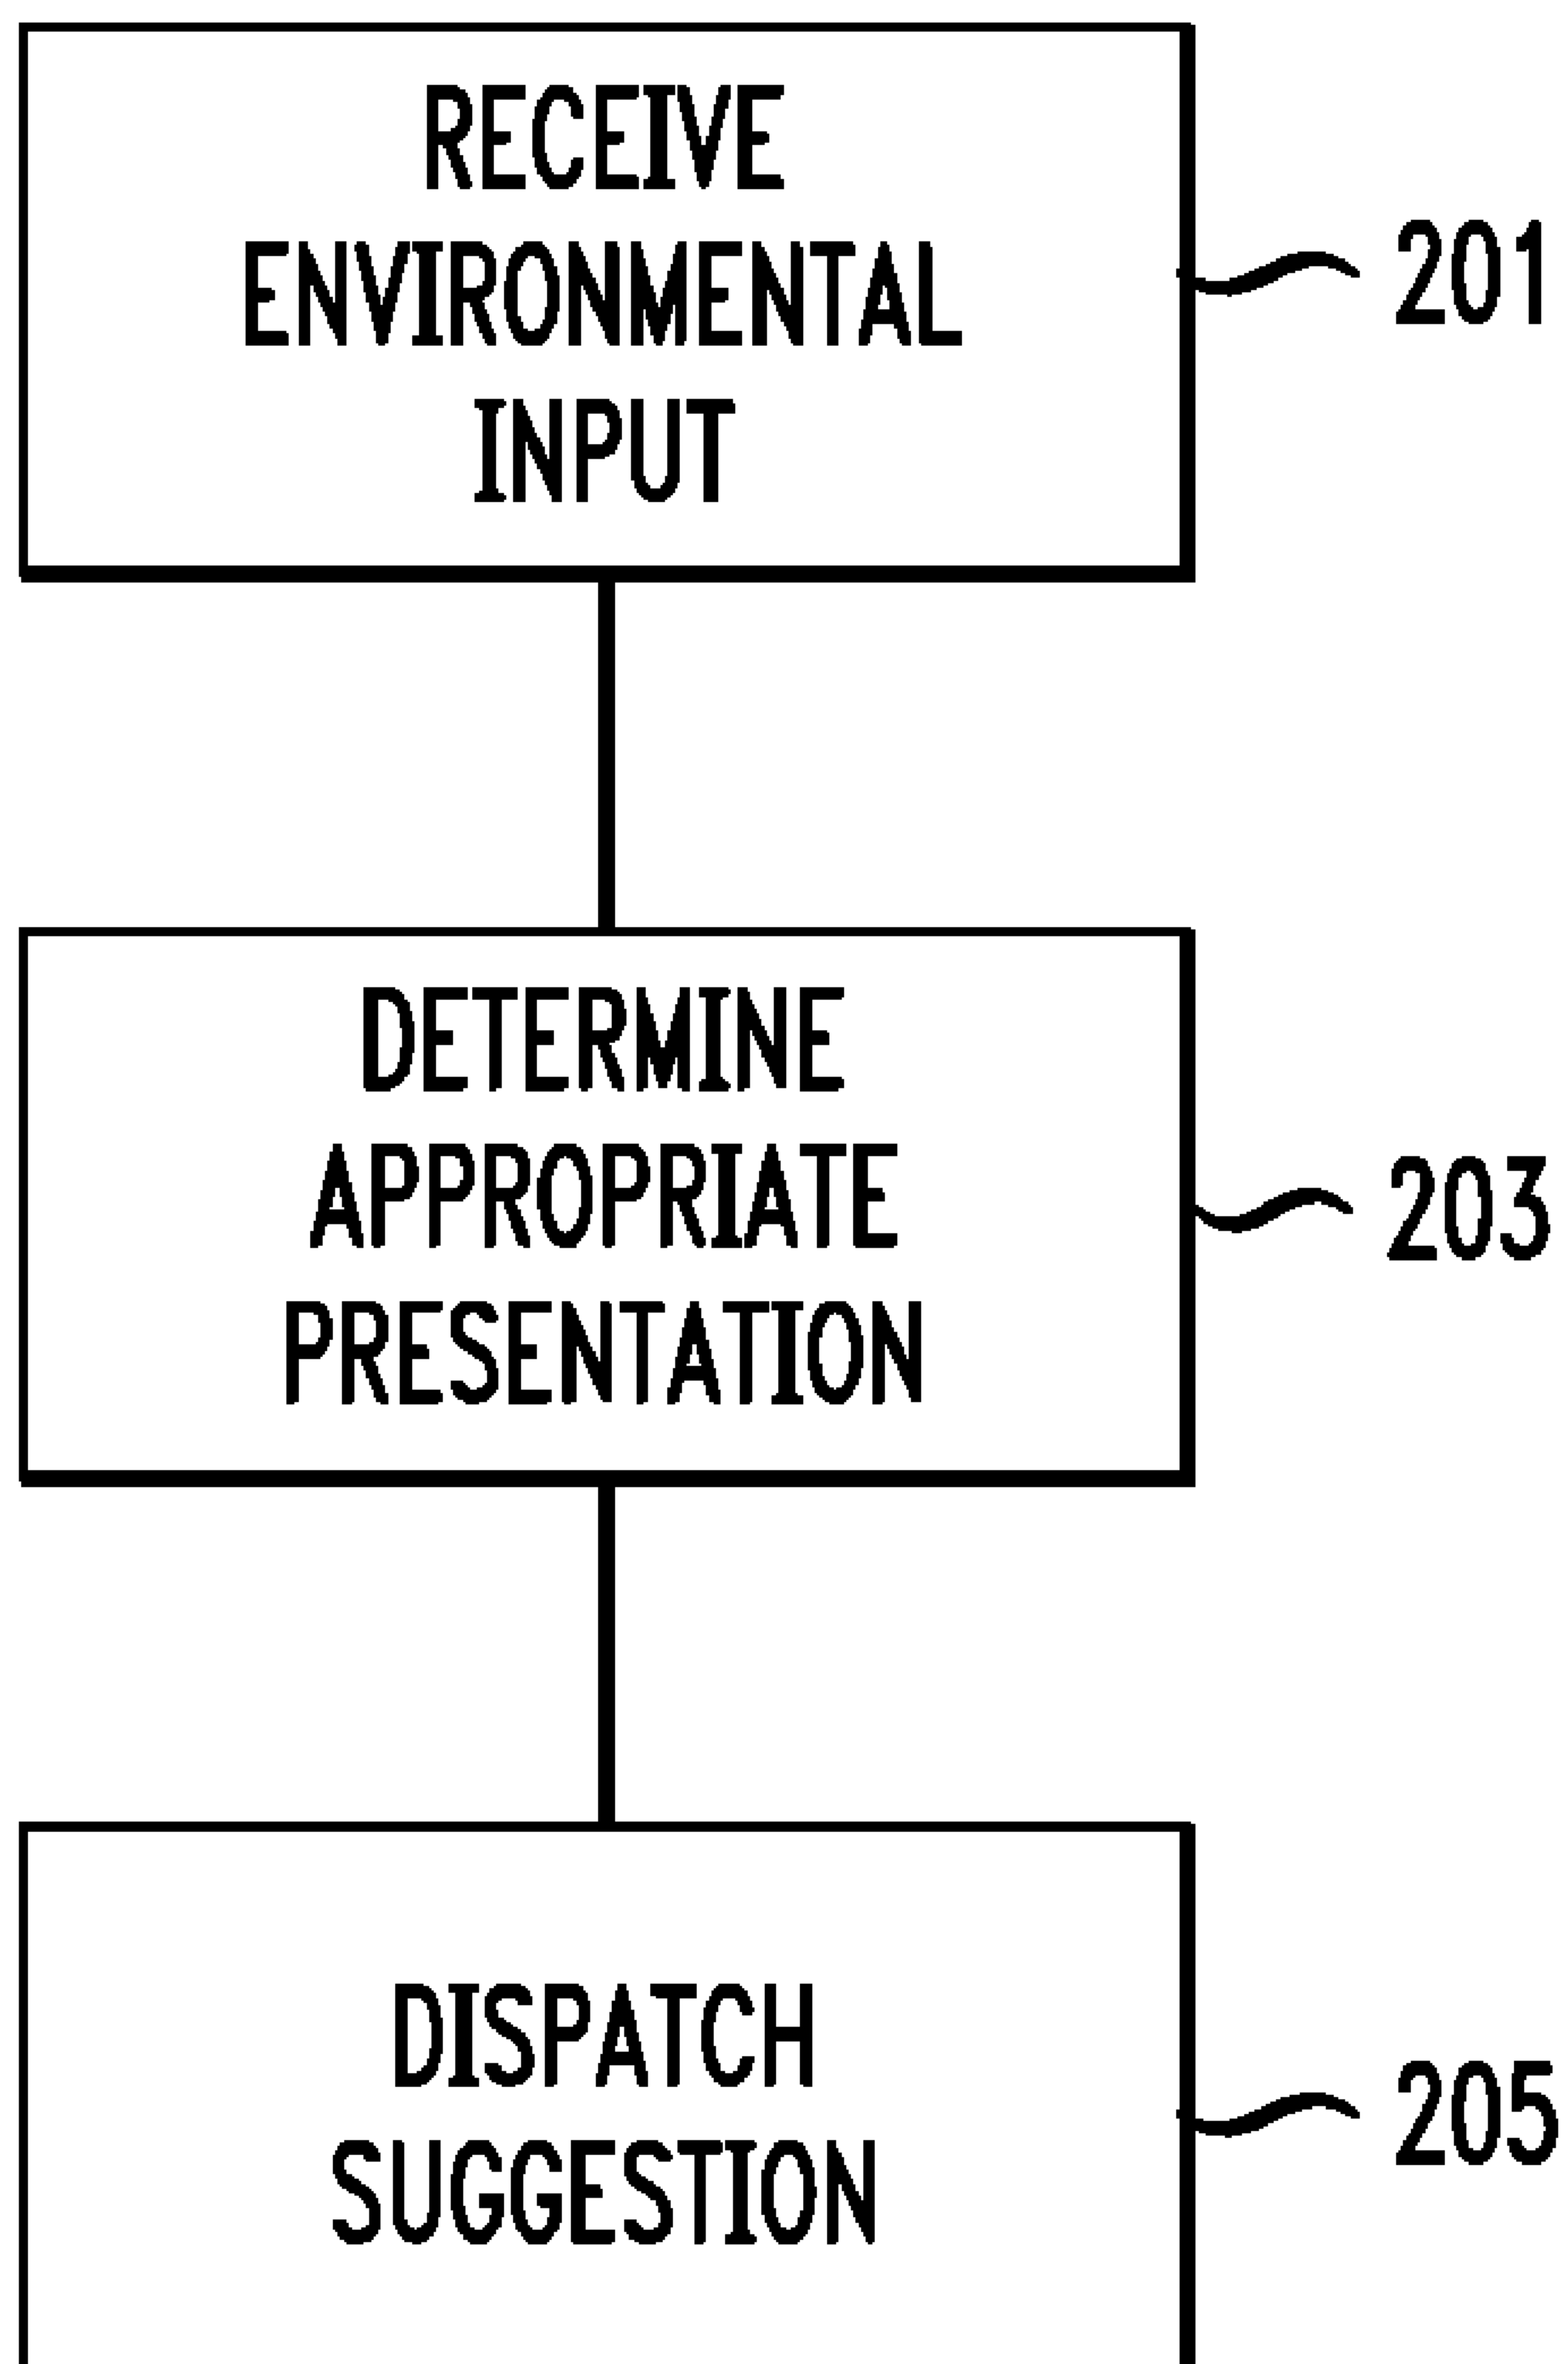 RECEIVE
ENVIRONMENTAL
INPUT
201
DETERMINE
APPROPRIATE
PRESENTATION
203
DISPATCH
SUGGESTION
205